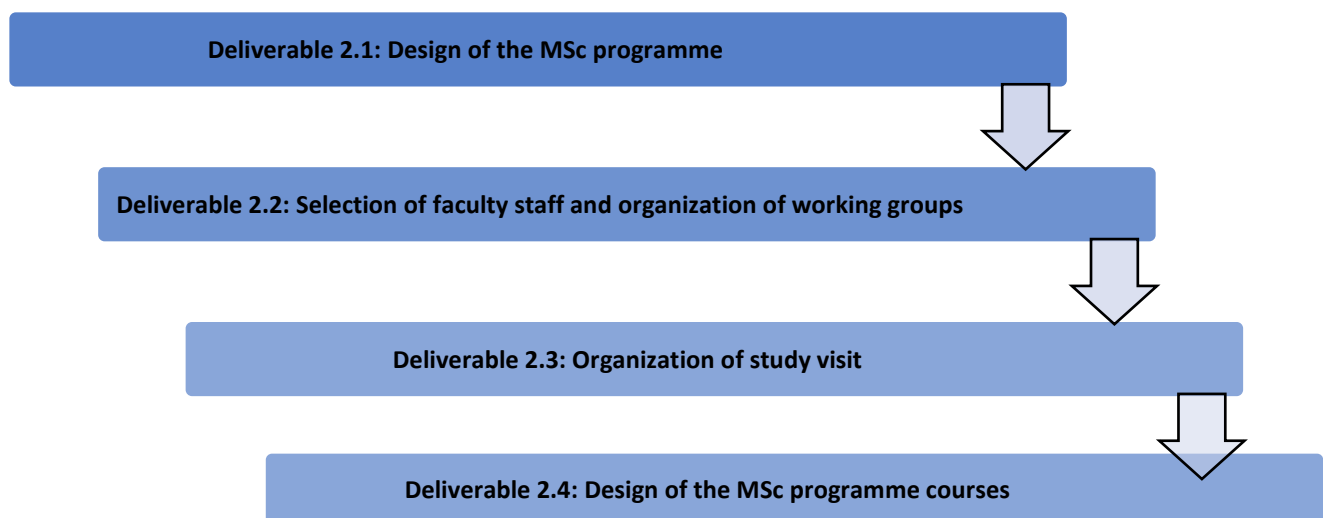 Deliverable 2.1: Design of the MSc programme
Deliverable 2.2: Selection of faculty staff and organization of working groups
Deliverable 2.3: Organization of study visit
Deliverable 2.4: Design of the MSc programme courses